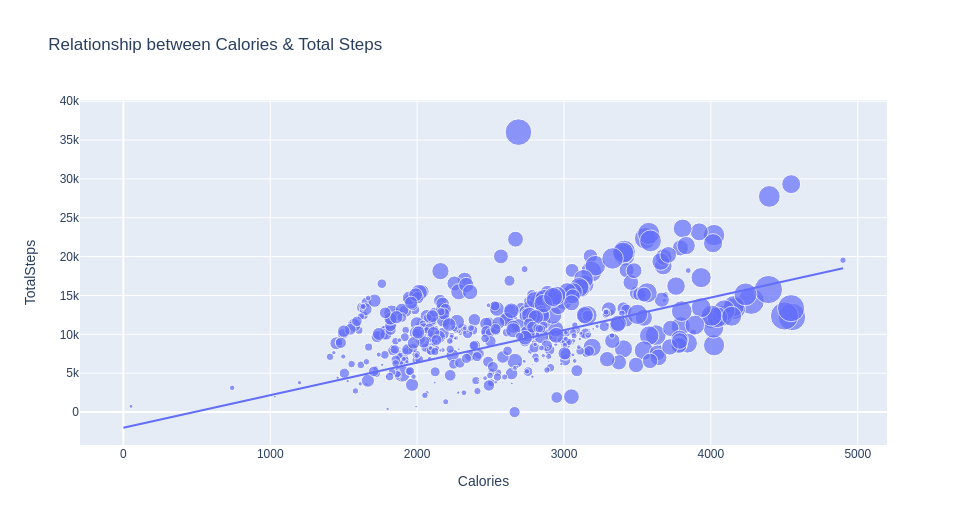 Relationship between Calories & Total Steps
40k
35k
30k
25k
20k
15k
10k
5k
0
TotalSteps
0 1000 2000 3000 4000 5000
Calories